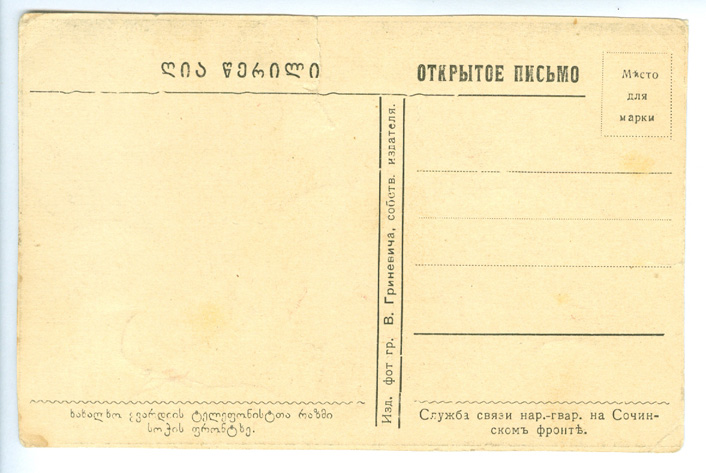 ღია წერილი
ОТКРЫТОЕ ПИСЬМО
Мѣсто
для
марки
Изд. фот гр. В. Гриневича, собств. издателя.
სახალხო გვარდიის ტელეფონისტთა რაზმი
სოჭის ფრონტზე.
Служба связи нар.-гвар. на Сочин-
скомъ фронтѣ.